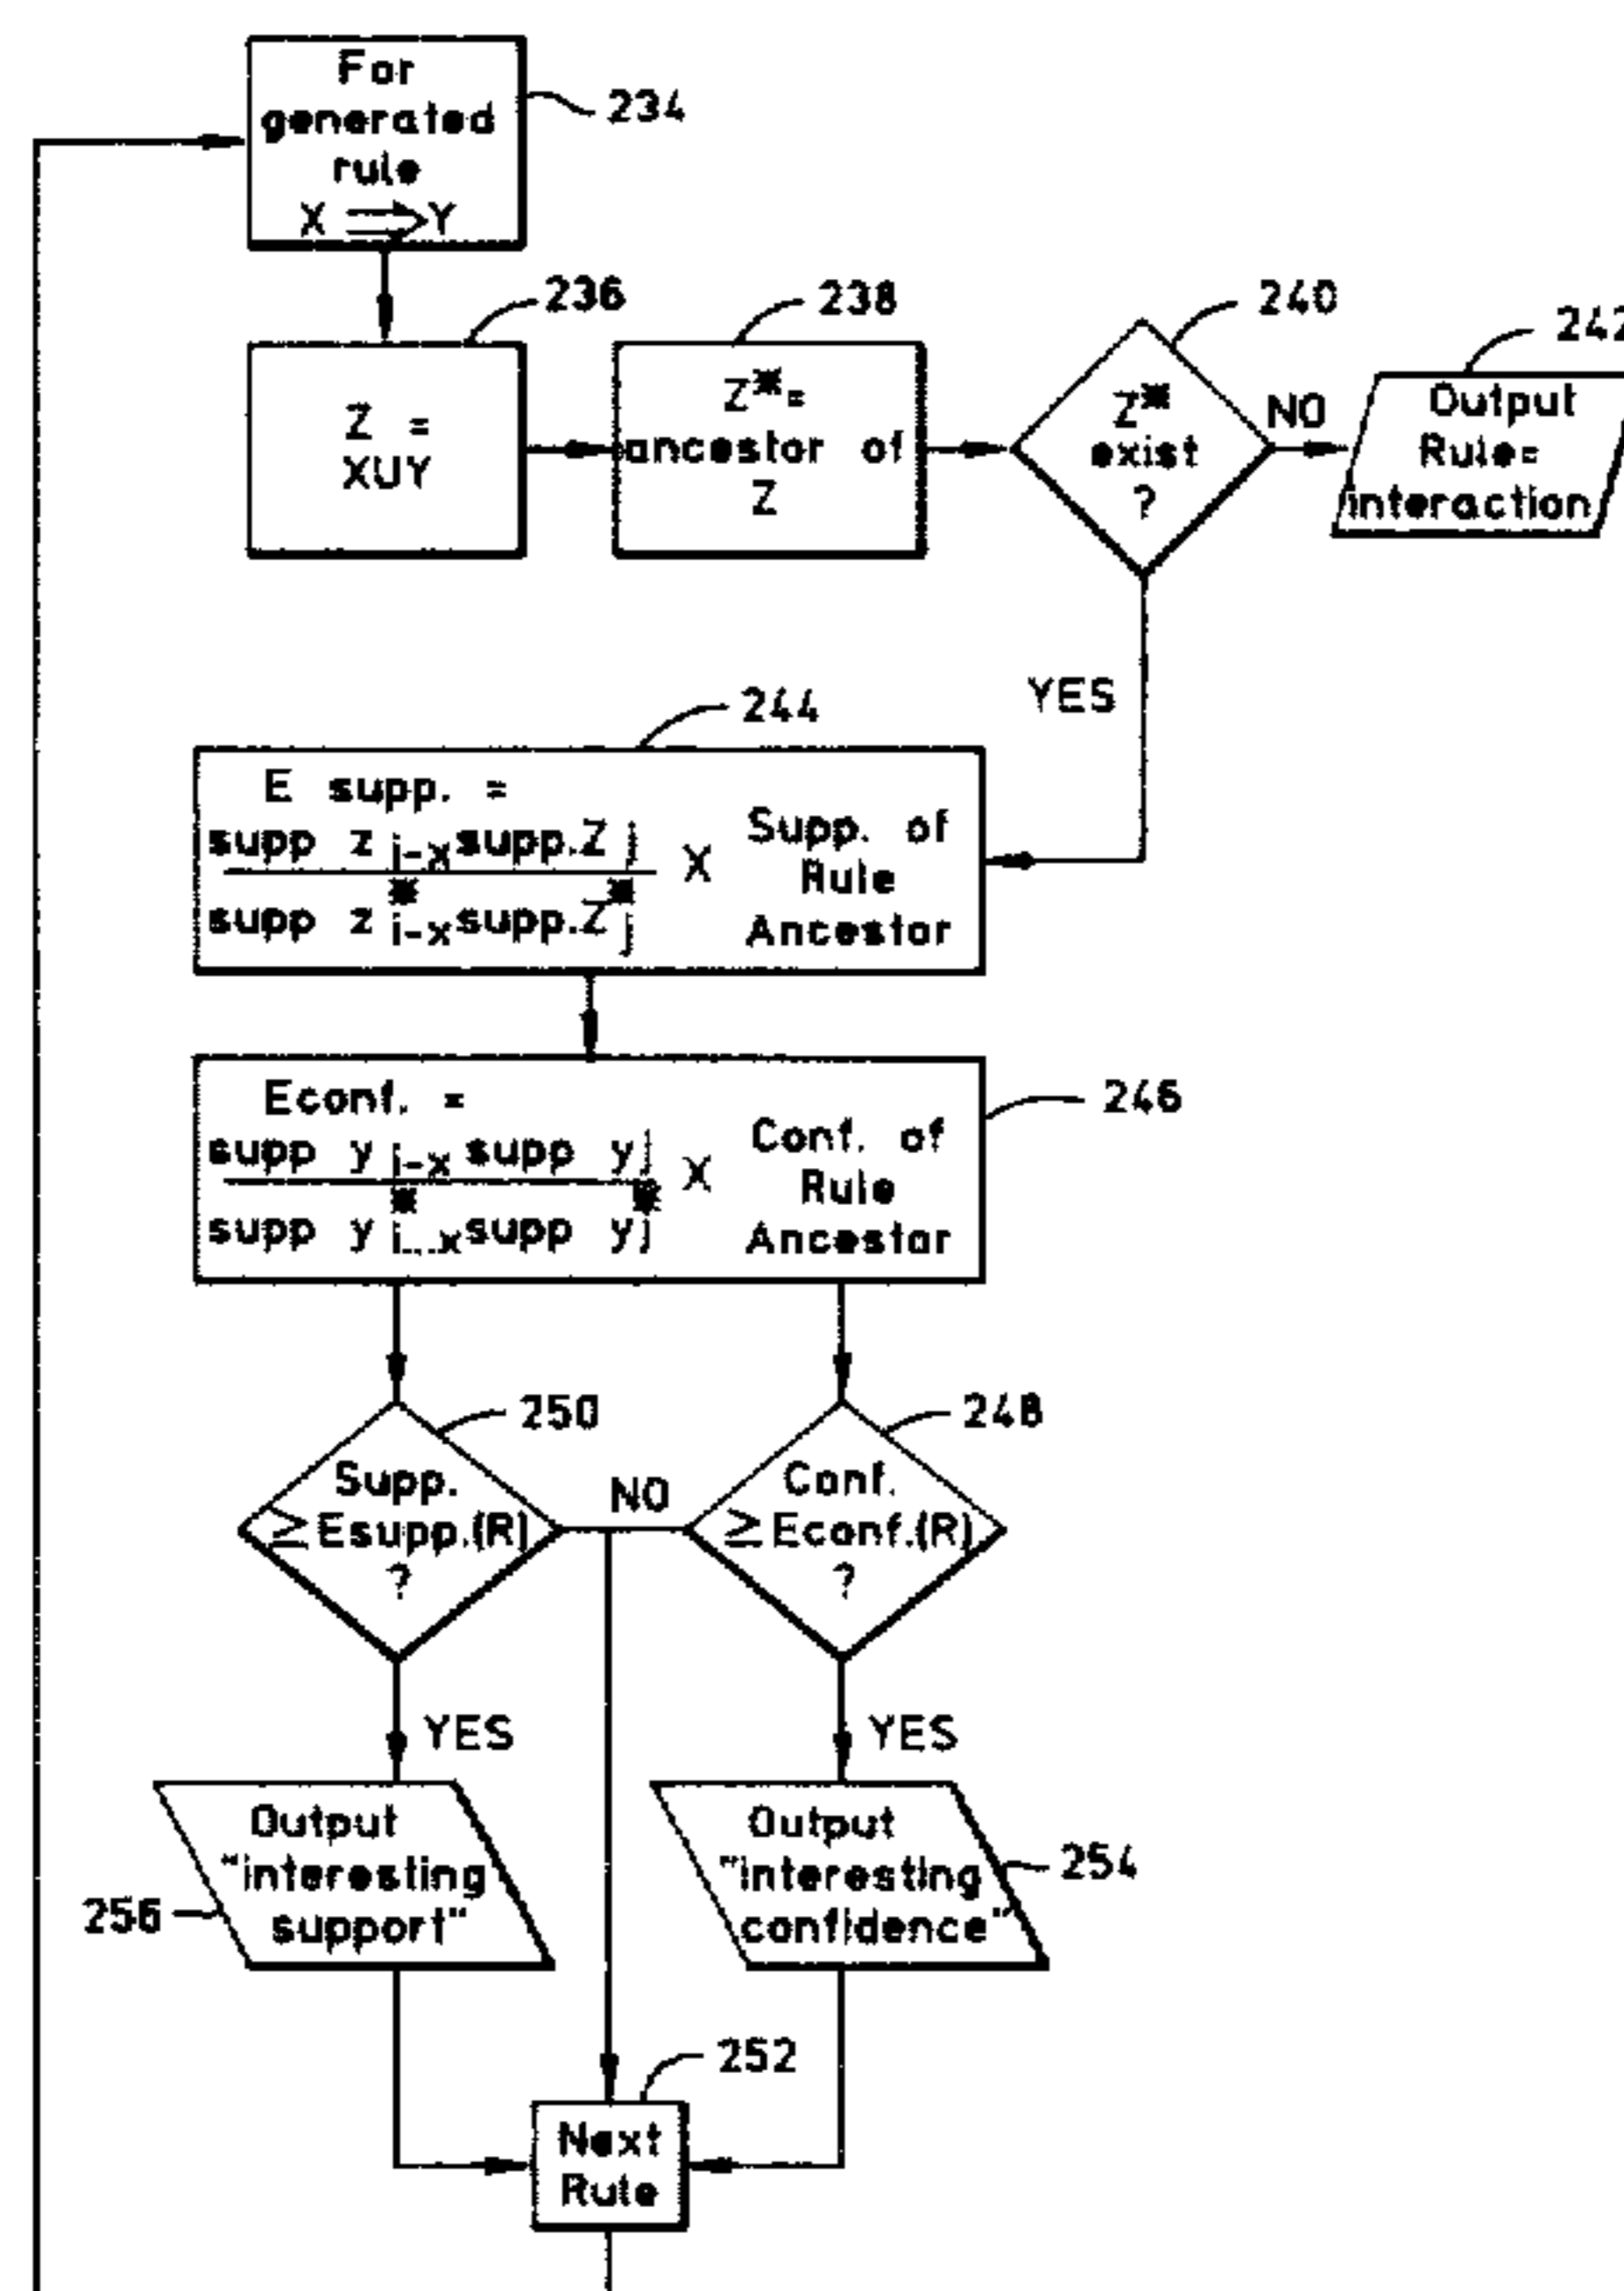 For
generated
rule
X ⇒ Y
234
236
238
240
242
Z =
XUY
Z*=
ancestor of
Z
Z*
exist
?
NO
Output
Rule=
interaction
YES
244
E supp. =
supp z i-x supp.Z j
supp z i-x* supp.Z j*
X
Supp. of
Rule
Ancestor
246
Econf. =
supp y i-x supp y j
supp y i...x* supp y j*
X
Conf. of
Rule
Ancestor
250
248
Supp.
≥Esupp.(R)
?
NO
Conf.
≥Econf.(R)
?
YES
YES
Output
"interesting
support"
256
Output
"interesting
confidence"
254
252
Next
Rule